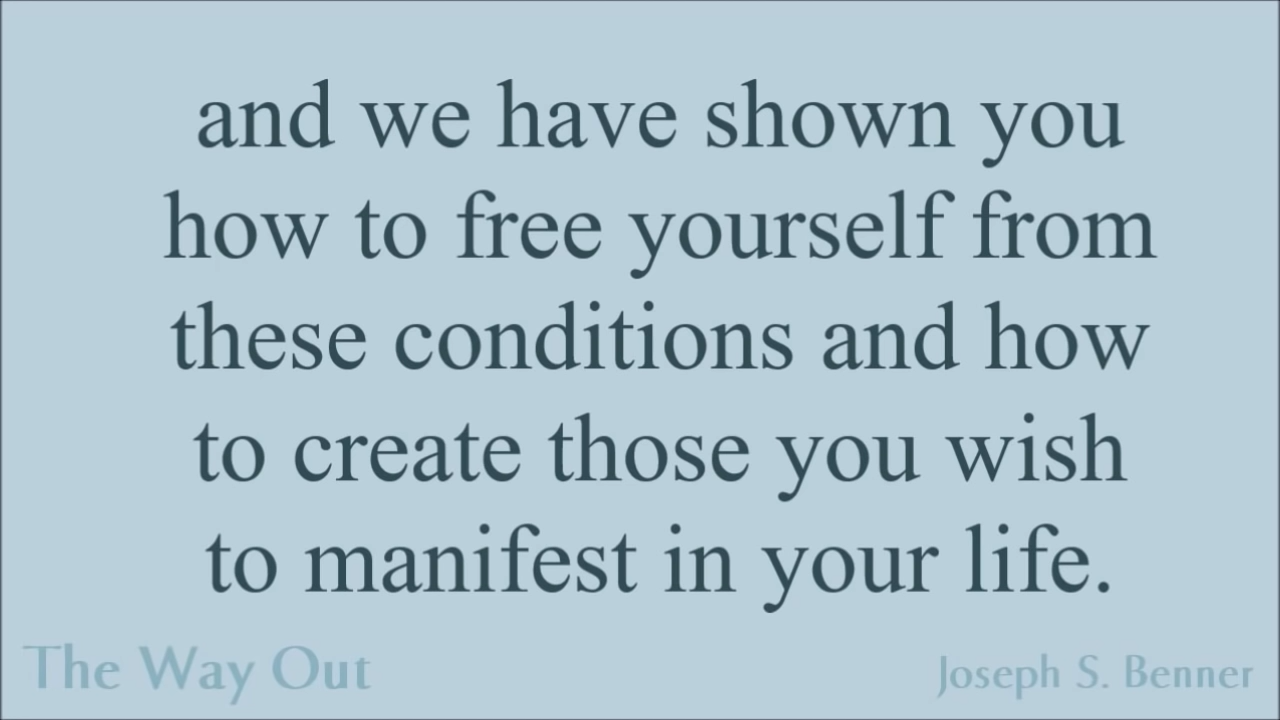 and we have shown you
how to free yourself from
these conditions and how
to create those you wish
to manifest in your life.
The Way Out
Joseph S. Benner